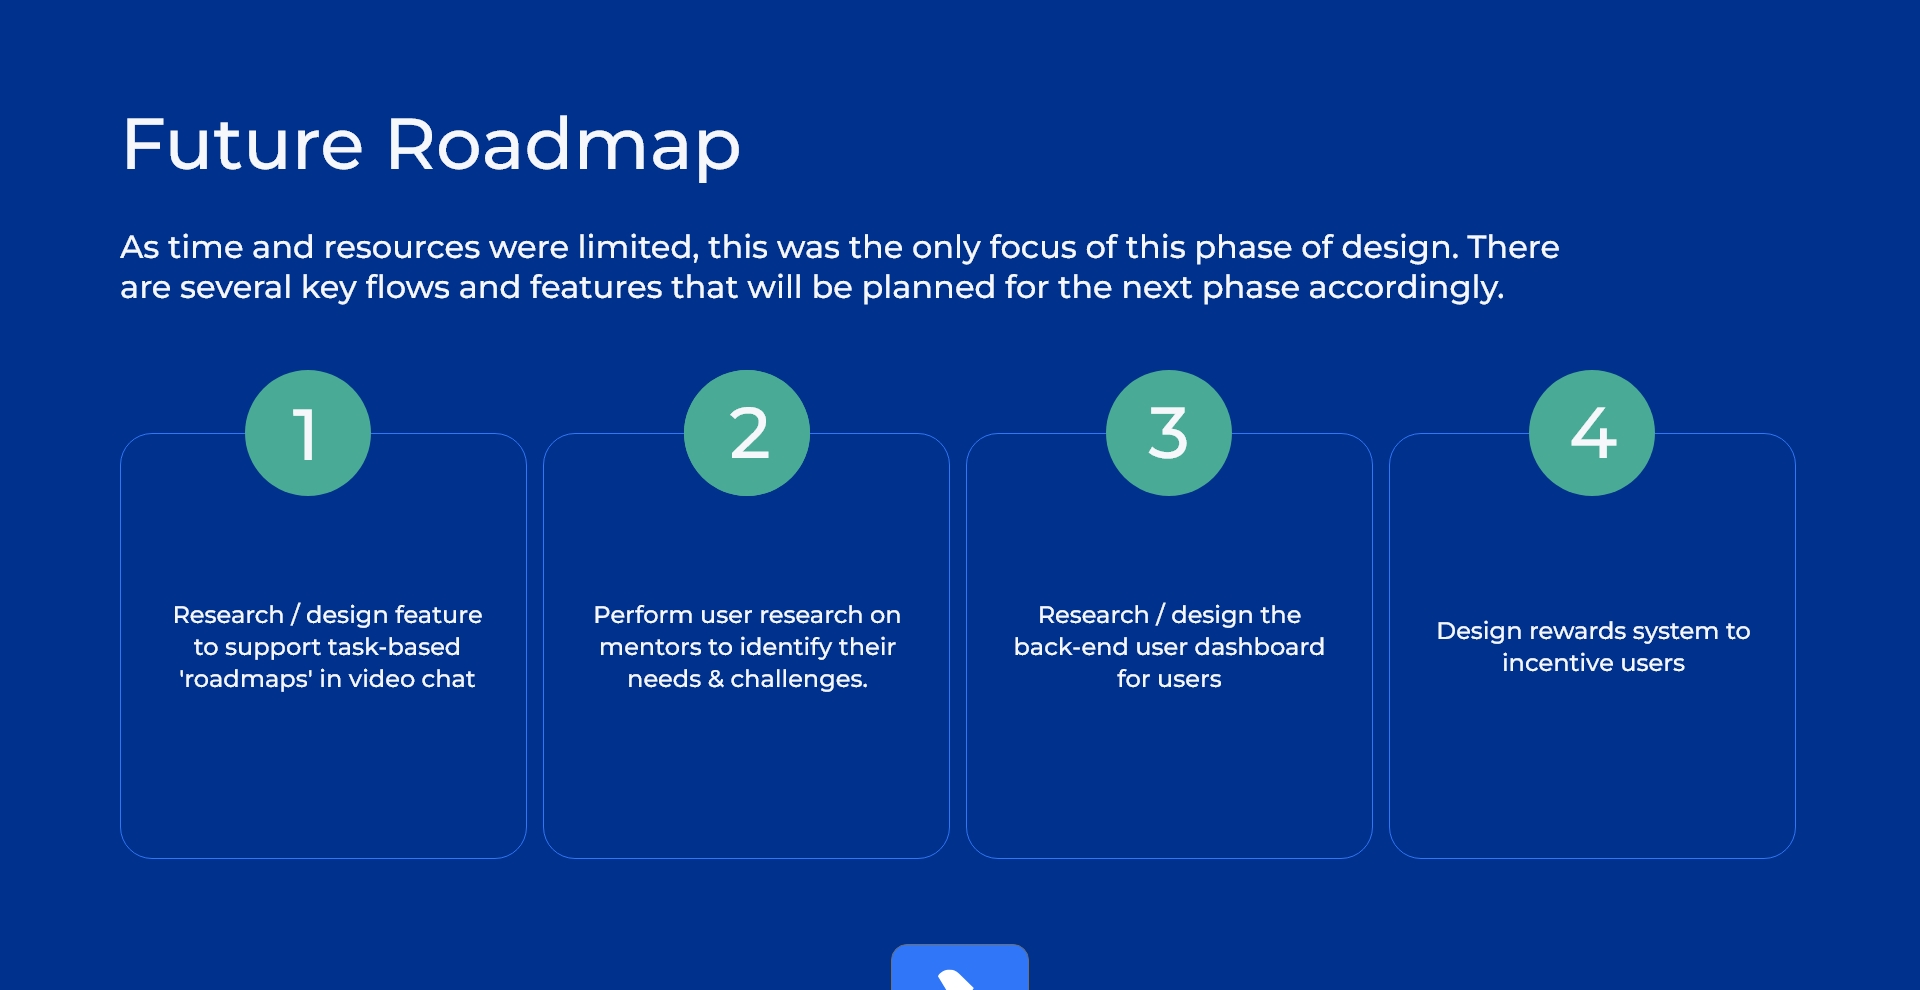 Future Roadmap
As time and resources were limited, this was the only focus of this phase of design. There
are several key flows and features that will be planned for the next phase accordingly.
1
Research / design feature
to support task-based
'roadmaps' in video chat
2
Perform user research on
mentors to identify their
needs & challenges.
3
Research / design the
back-end user dashboard
for users
4
Design rewards system to
incentive users